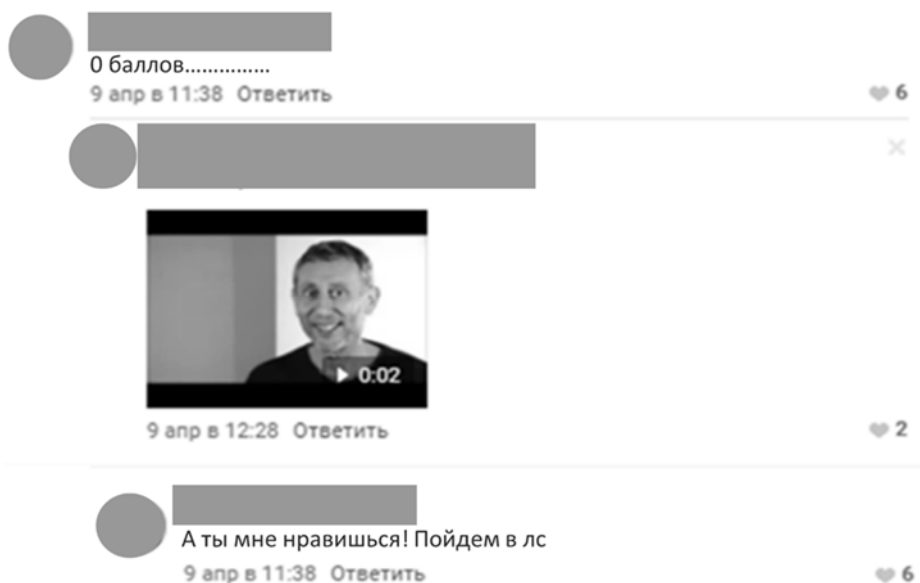 0 баллов...............
9 апр в 11:38 Ответить 6
0:02
9 апр в 12:28 Ответить 2
А ты мне нравишься! Пойдем в лс
9 апр в 11:38 Ответить 6